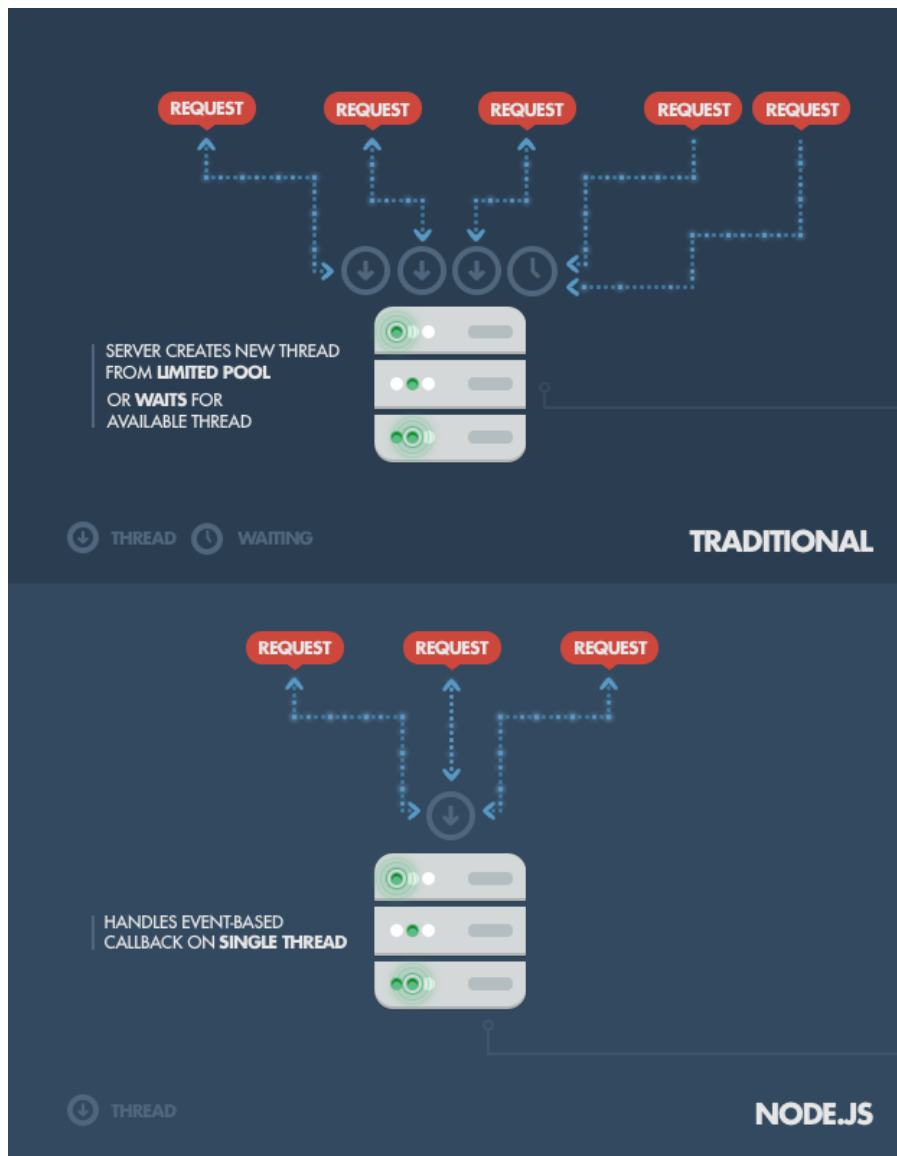 REQUEST
REQUEST
REQUEST
REQUEST
REQUEST
SERVER CREATES NEW THREAD
FROM LIMITED POOL
OR WAITS FOR
AVAILABLE THREAD
THREAD
WAITING
TRADITIONAL
REQUEST
REQUEST
REQUEST
HANDLES EVENT-BASED
CALLBACK ON SINGLE THREAD
THREAD
NODE.JS